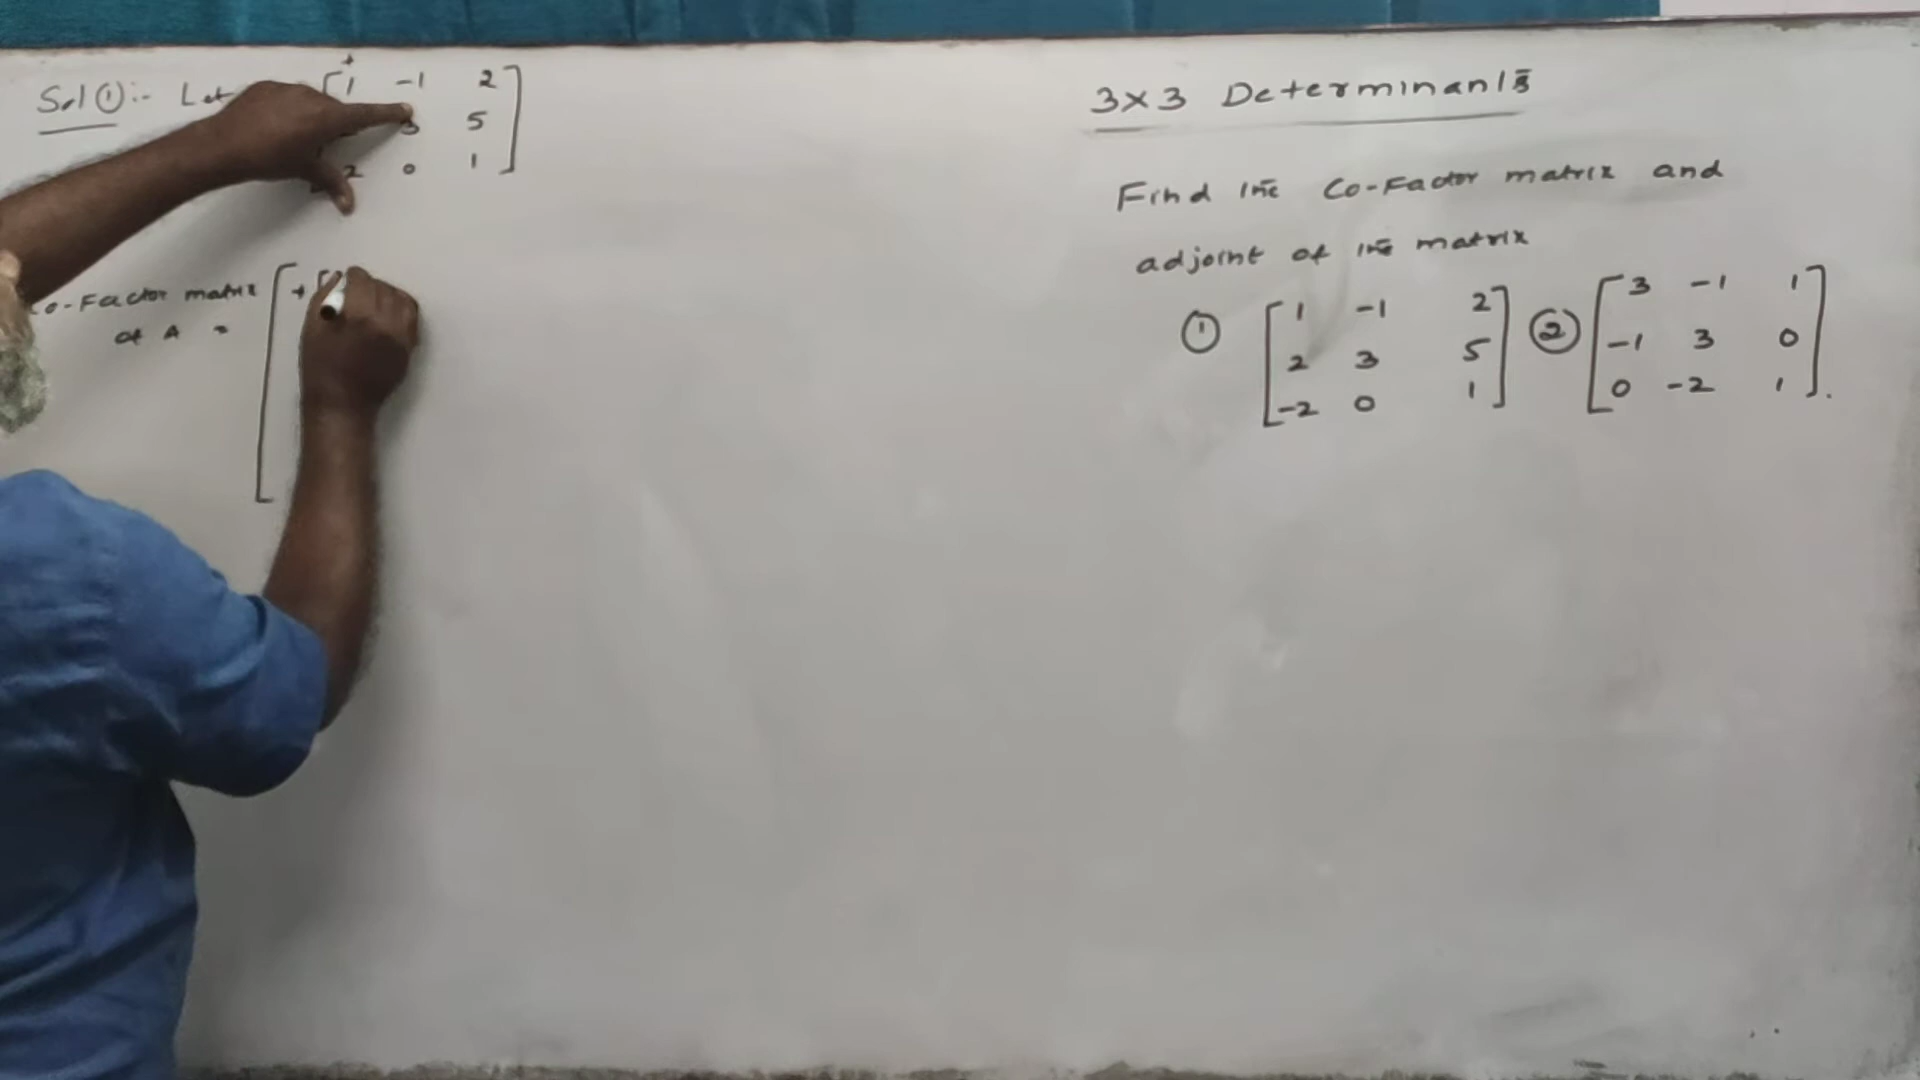 Sol ①:- Let
+
1 -1 2
3 5
2 0 1
Co-Factor matrix
of A = +
3×3 Determinants
Find the Co-Factor matrix and
adjoint of the matrix
① [1 -1 2] ② [3 -1 1]
[2 3 5] [-1 3 0]
[-2 0 1] [0 -2 1].